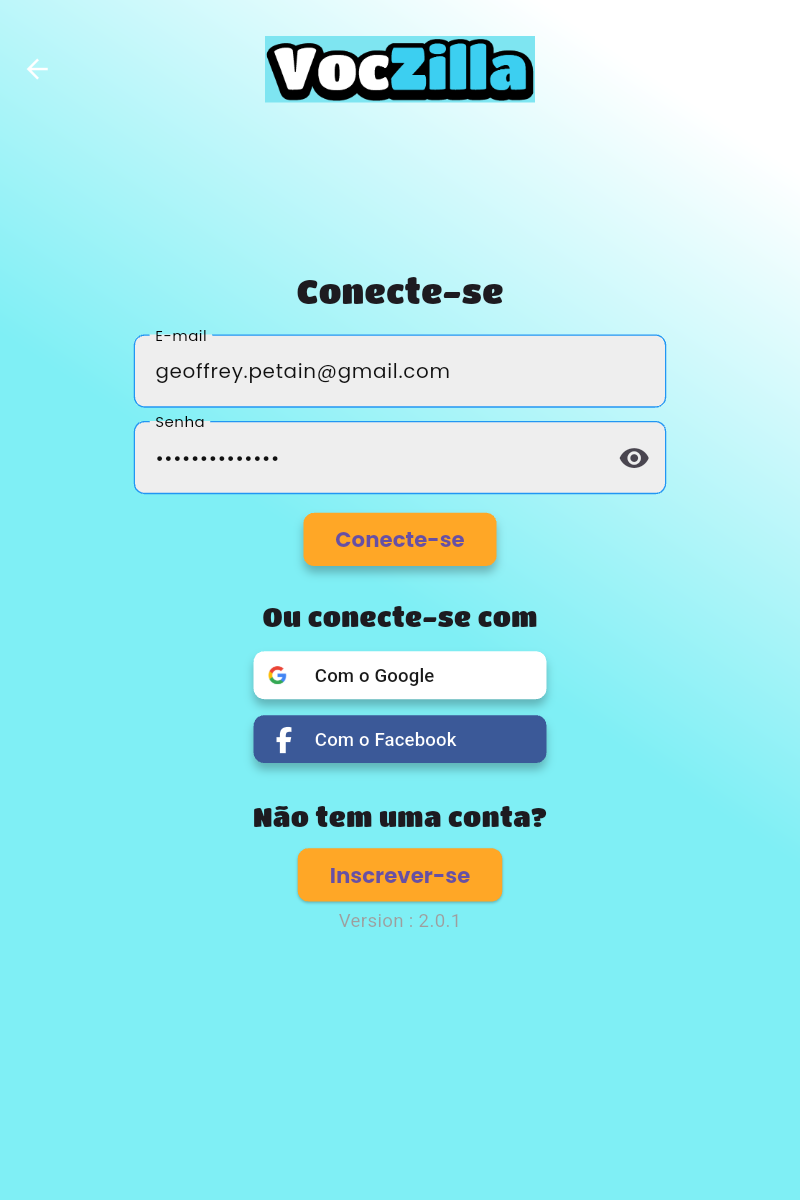 VocZilla
Conecte-se
E-mail
geoffrey.petain@gmail.com
Senha
••••••••••••••
Conecte-se
Ou conecte-se com
Com o Google
Com o Facebook
Não tem uma conta?
Inscrever-se
Version : 2.0.1